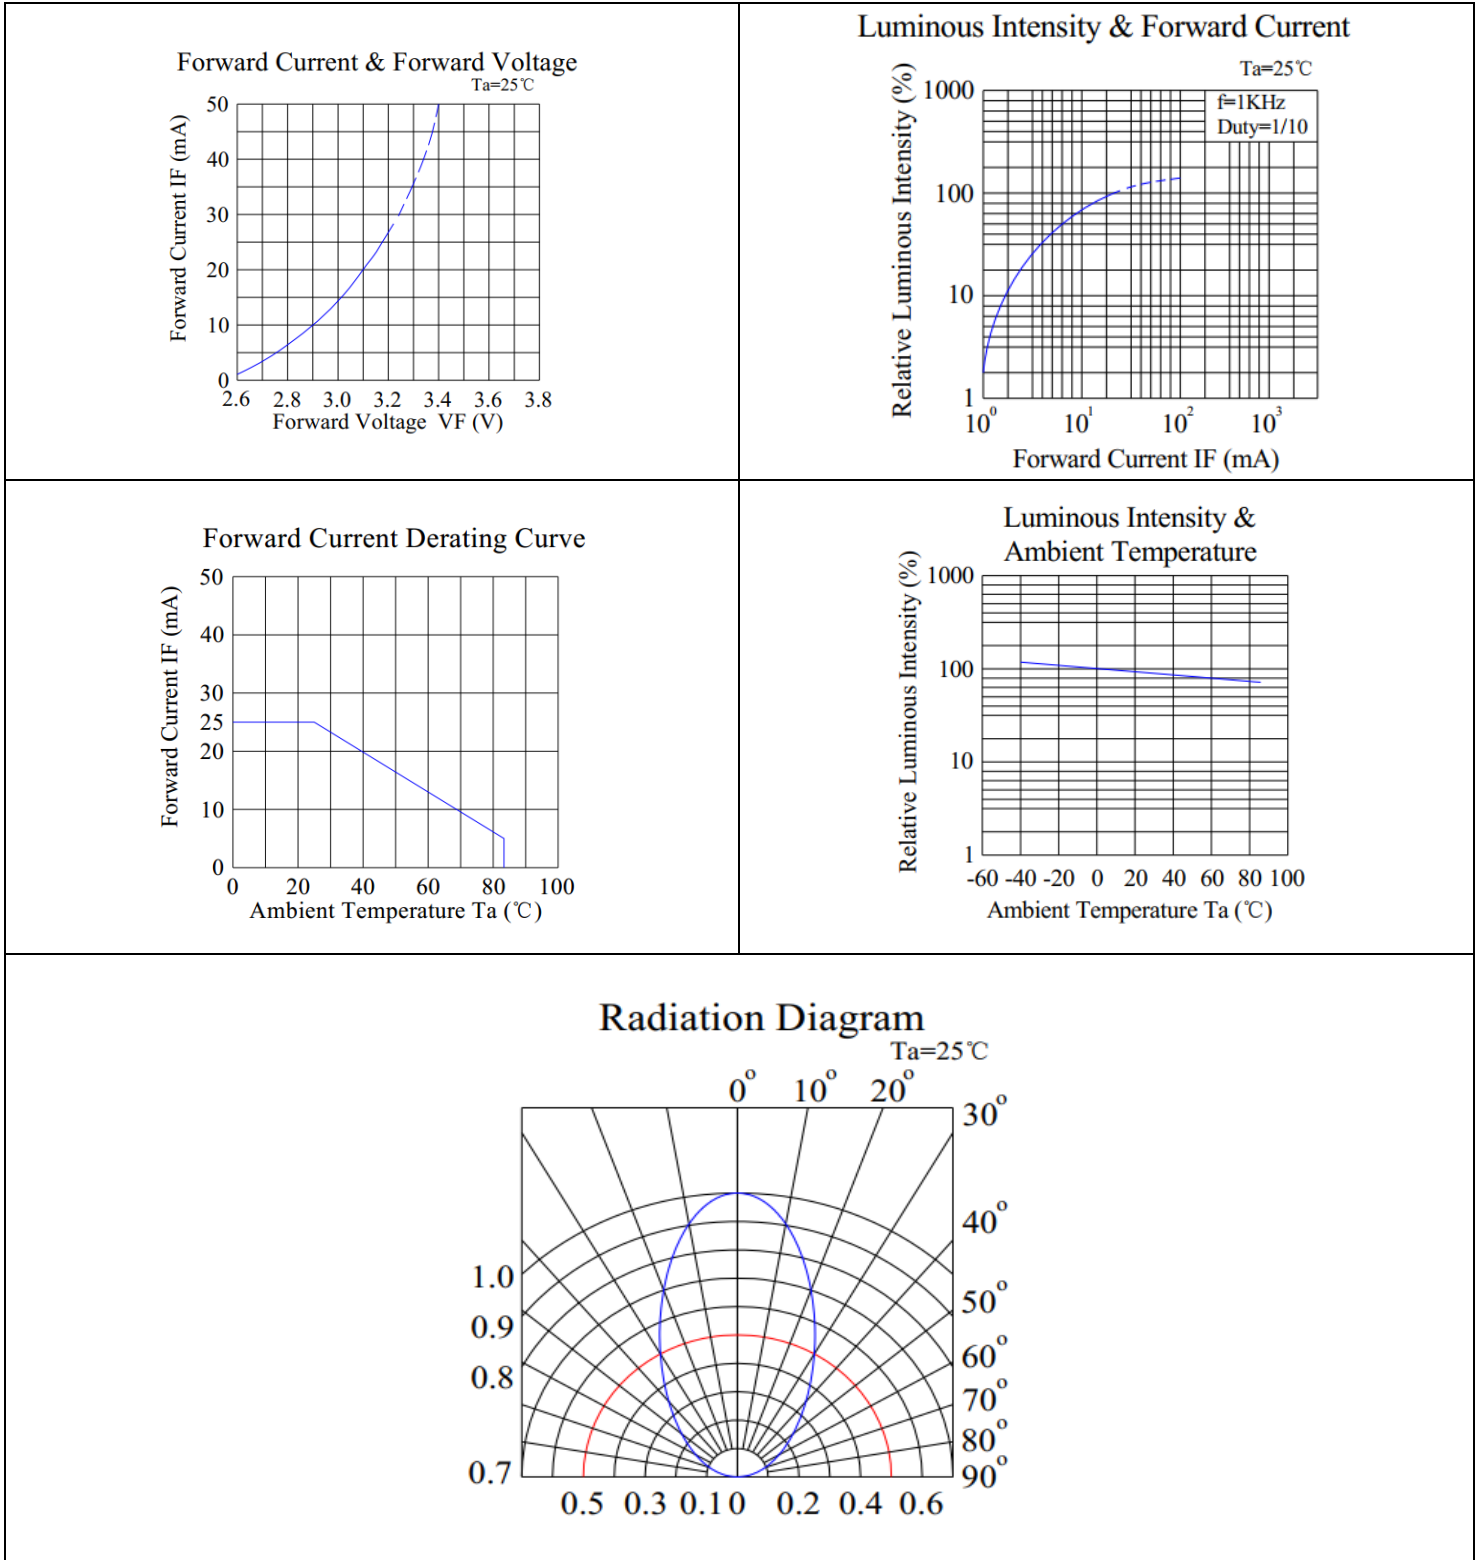 Forward Current & Forward Voltage
Ta=25℃
Forward Current IF (mA)
50
40
30
20
10
0
2.6 2.8 3.0 3.2 3.4 3.6 3.8
Forward Voltage VF (V)
Luminous Intensity & Forward Current
Ta=25℃
f=1KHz
Duty=1/10
Relative Luminous Intensity (%)
1000
100
10
1
10⁰ 10¹ 10² 10³
Forward Current IF (mA)
Forward Current Derating Curve
Forward Current IF (mA)
50
40
30
25
20
10
0
0 20 40 60 80 100
Ambient Temperature Ta (℃)
Luminous Intensity &
Ambient Temperature
Relative Luminous Intensity (%)
1000
100
10
1
-60 -40 -20 0 20 40 60 80 100
Ambient Temperature Ta (℃)
Radiation Diagram
Ta=25℃
0° 10° 20°
30°
40°
50°
60°
70°
80°
90°
1.0
0.9
0.8
0.7
0.5 0.3 0.1 0 0.2 0.4 0.6